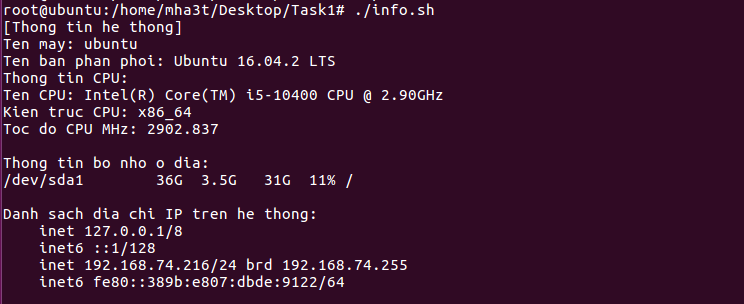 root@ubuntu:/home/mha3t/Desktop/Task1# ./info.sh
[Thong tin he thong]
Ten may: ubuntu
Ten ban phan phoi: Ubuntu 16.04.2 LTS
Thong tin CPU:
Ten CPU: Intel(R) Core(TM) i5-10400 CPU @ 2.90GHz
Kien truc CPU: x86_64
Toc do CPU MHz: 2902.837
Thong tin bo nho o dia:
/dev/sda1        36G  3.5G   31G  11% /
Danh sach dia chi IP tren he thong:
    inet 127.0.0.1/8
    inet6 ::1/128
    inet 192.168.74.216/24 brd 192.168.74.255
    inet6 fe80::389b:e807:dbde:9122/64